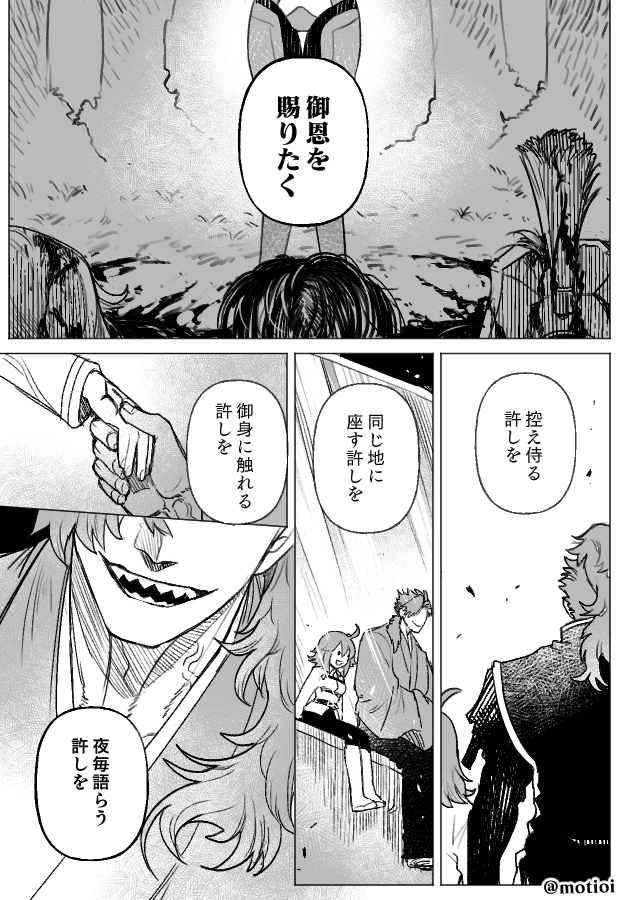 御恩を
賜りたく
控え侍る
許しを
同じ地に
座す許しを
御身に触れる
許しを
夜毎語らう
許しを
@motioi